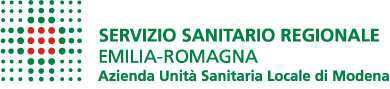 SERVIZIO SANITARIO REGIONALE
EMILIA-ROMAGNA
Azienda Unità Sanitaria Locale di Modena